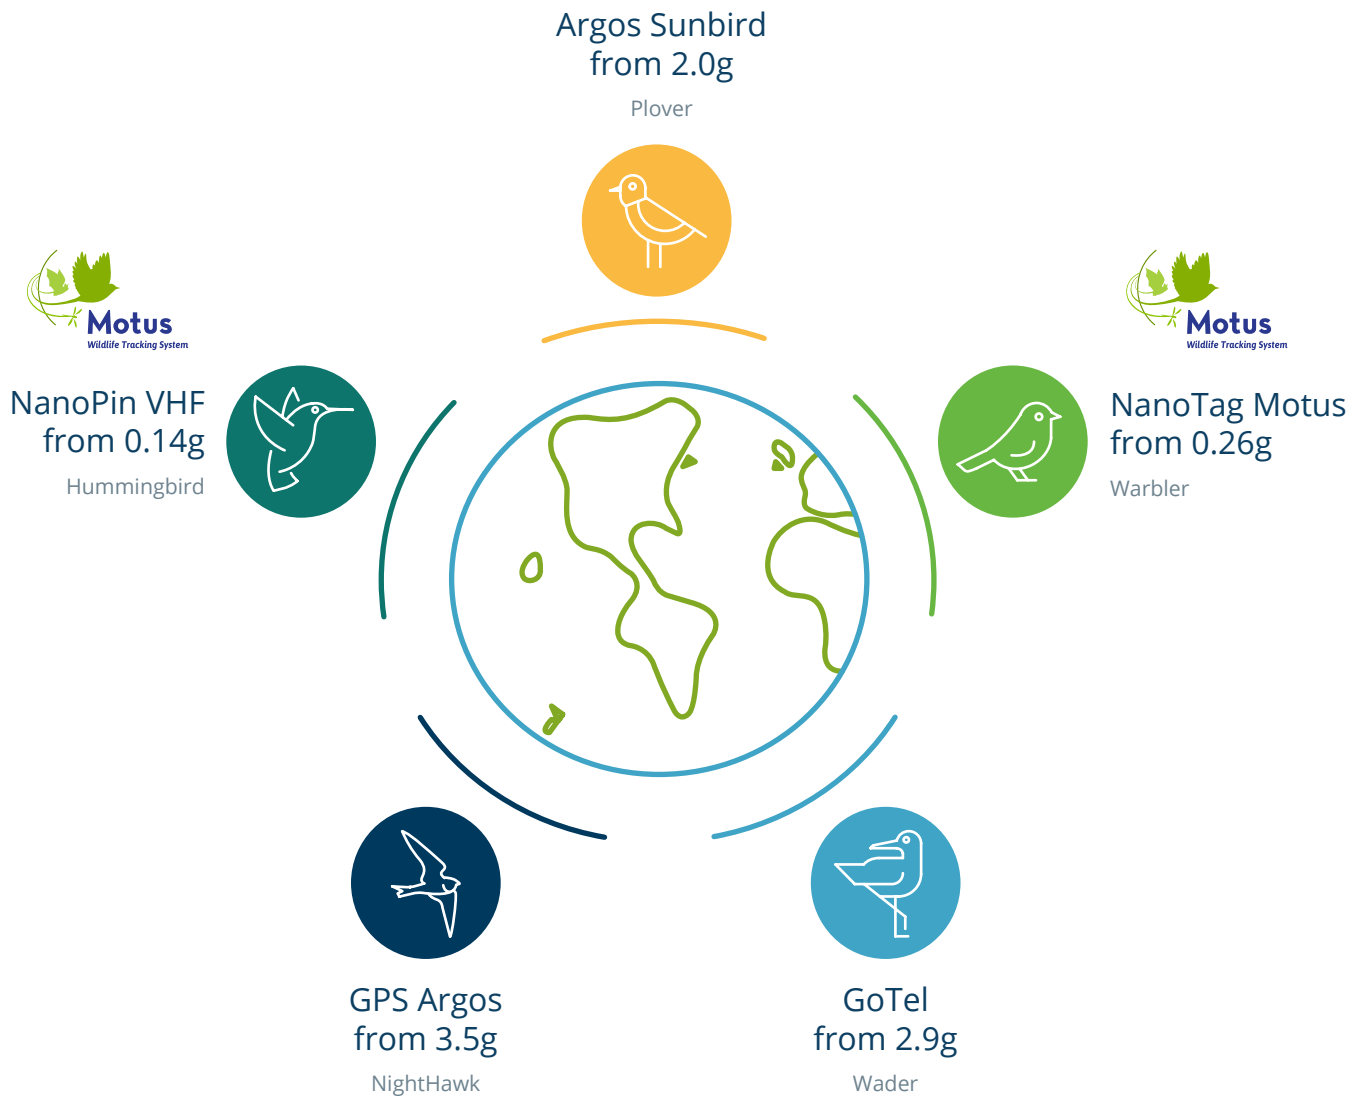 Argos Sunbird
from 2.0g
Plover
Motus
Wildlife Tracking System
NanoPin VHF
from 0.14g
Hummingbird
Motus
Wildlife Tracking System
NanoTag Motus
from 0.26g
Warbler
GPS Argos
from 3.5g
NightHawk
GoTel
from 2.9g
Wader